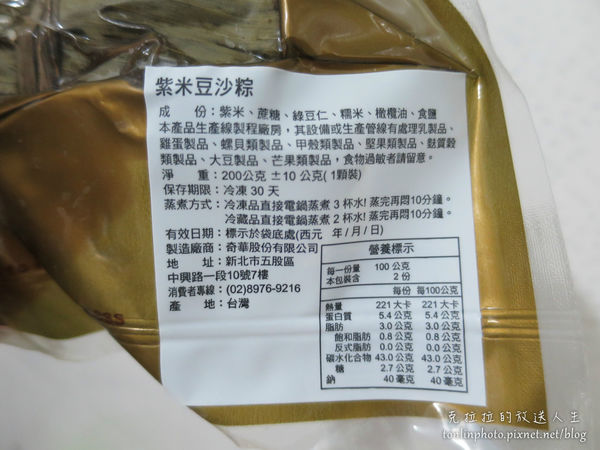 紫米豆沙粽
成　份：紫米、蔗糖、綠豆仁、糯米、橄欖油、食鹽
本產品生產線製程廠房，其設備或生產管線有處理乳製品、
雞蛋製品、螺貝類製品、甲殼類製品、堅果類製品、麩質穀
類製品、大豆製品、芒果類製品，食物過敏者請留意。
淨　重：200公克 ±10公克(1顆裝)
保存期限：冷凍 30 天
蒸煮方式：冷凍品直接電鍋蒸煮 3 杯水! 蒸完再悶10分鐘。
冷藏品直接電鍋蒸煮 2 杯水! 蒸完再悶10分鐘。
有效日期：標示於袋底處(西元 年/月/日)
製造廠商：奇華股份有限公司
地　址：新北市五股區
中興路一段10號7樓
消費者專線：(02)8976-9216
產　地：台灣
營養標示
每一份量 100 公克
本包裝含 2 份
每份 每100公克
熱量 221 大卡 221 大卡
蛋白質 5.4 公克 5.4 公克
脂肪 3.0 公克 3.0 公克
飽和脂肪 0.8 公克 0.8 公克
反式脂肪 0.0 公克 0.0 公克
碳水化合物 43.0 公克 43.0 公克
糖 2.7 公克 2.7 公克
鈉 40 毫克 40 毫克
克拉拉的放送人生
tonlinphoto.pixnet.net/blog